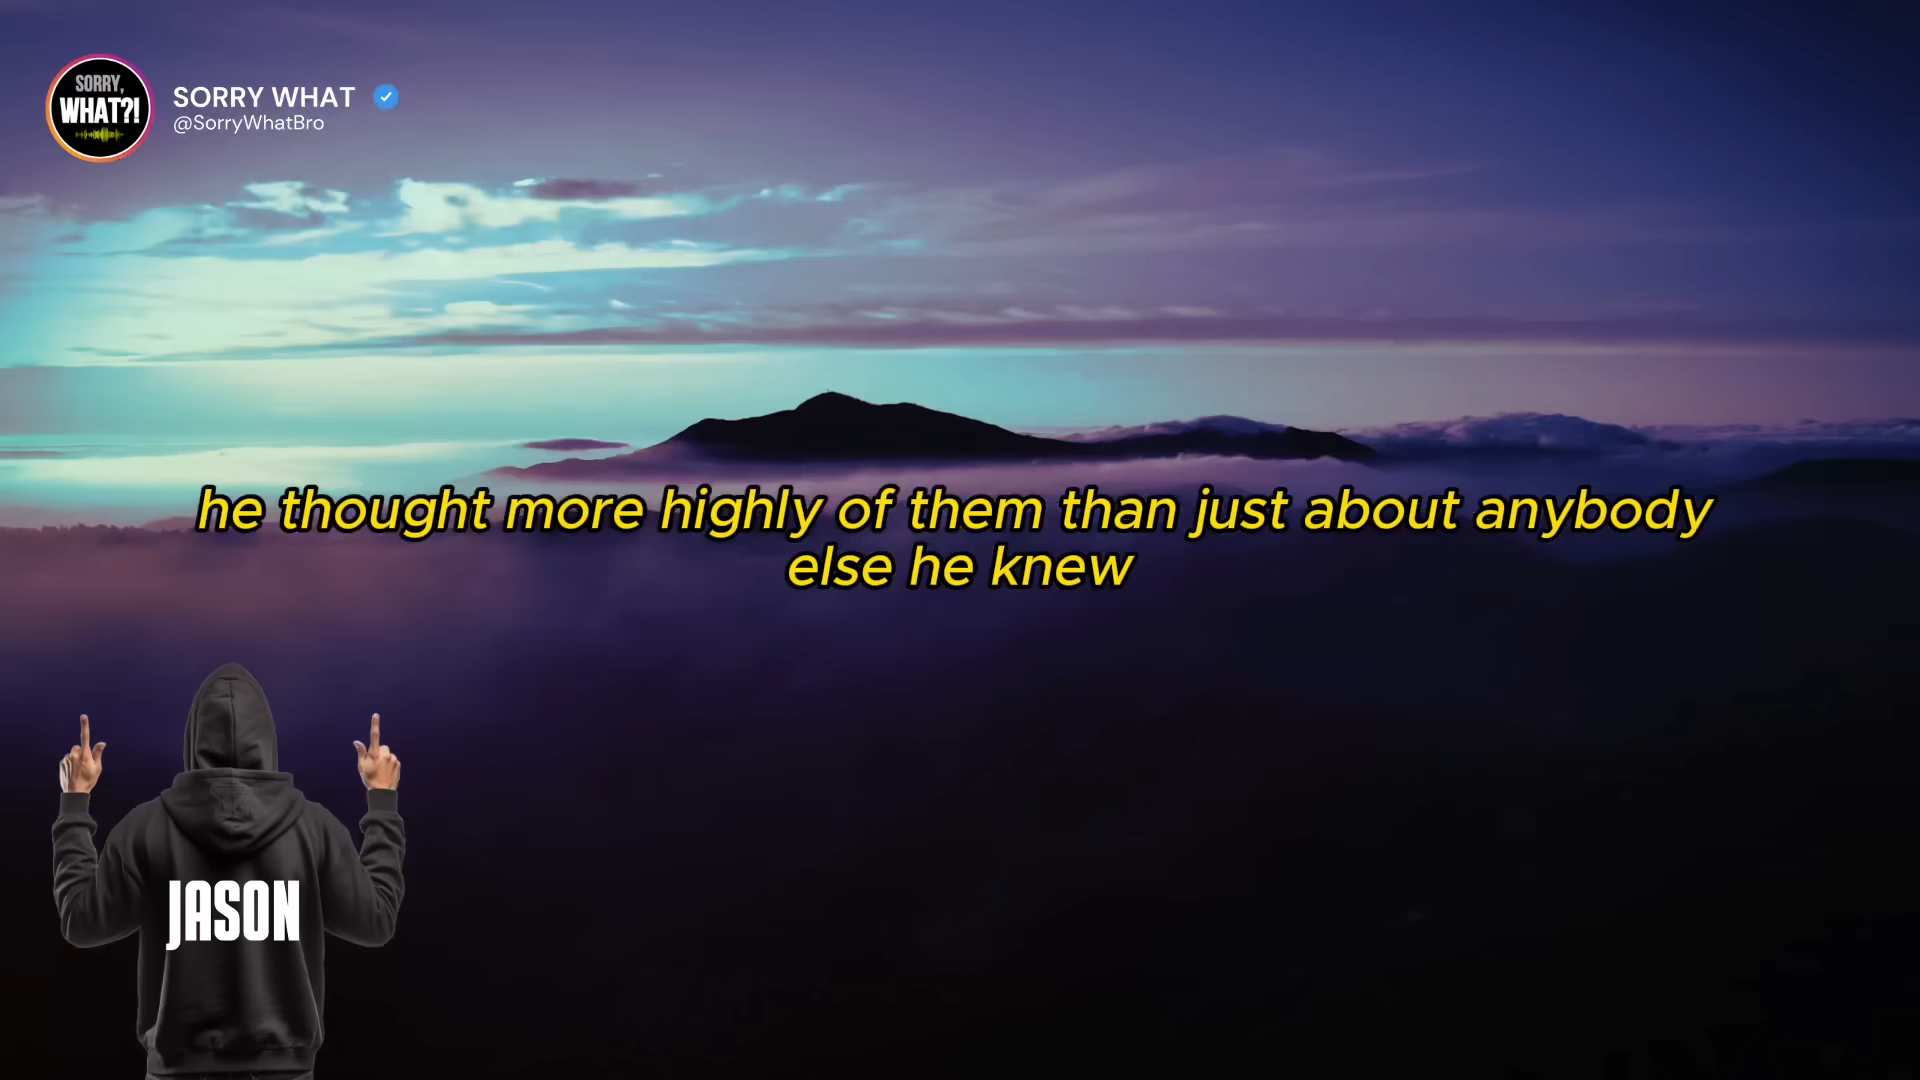 SORRY,
WHAT?!
SORRY WHAT
@SorryWhatBro
he thought more highly of them than just about anybody
else he knew
JASON